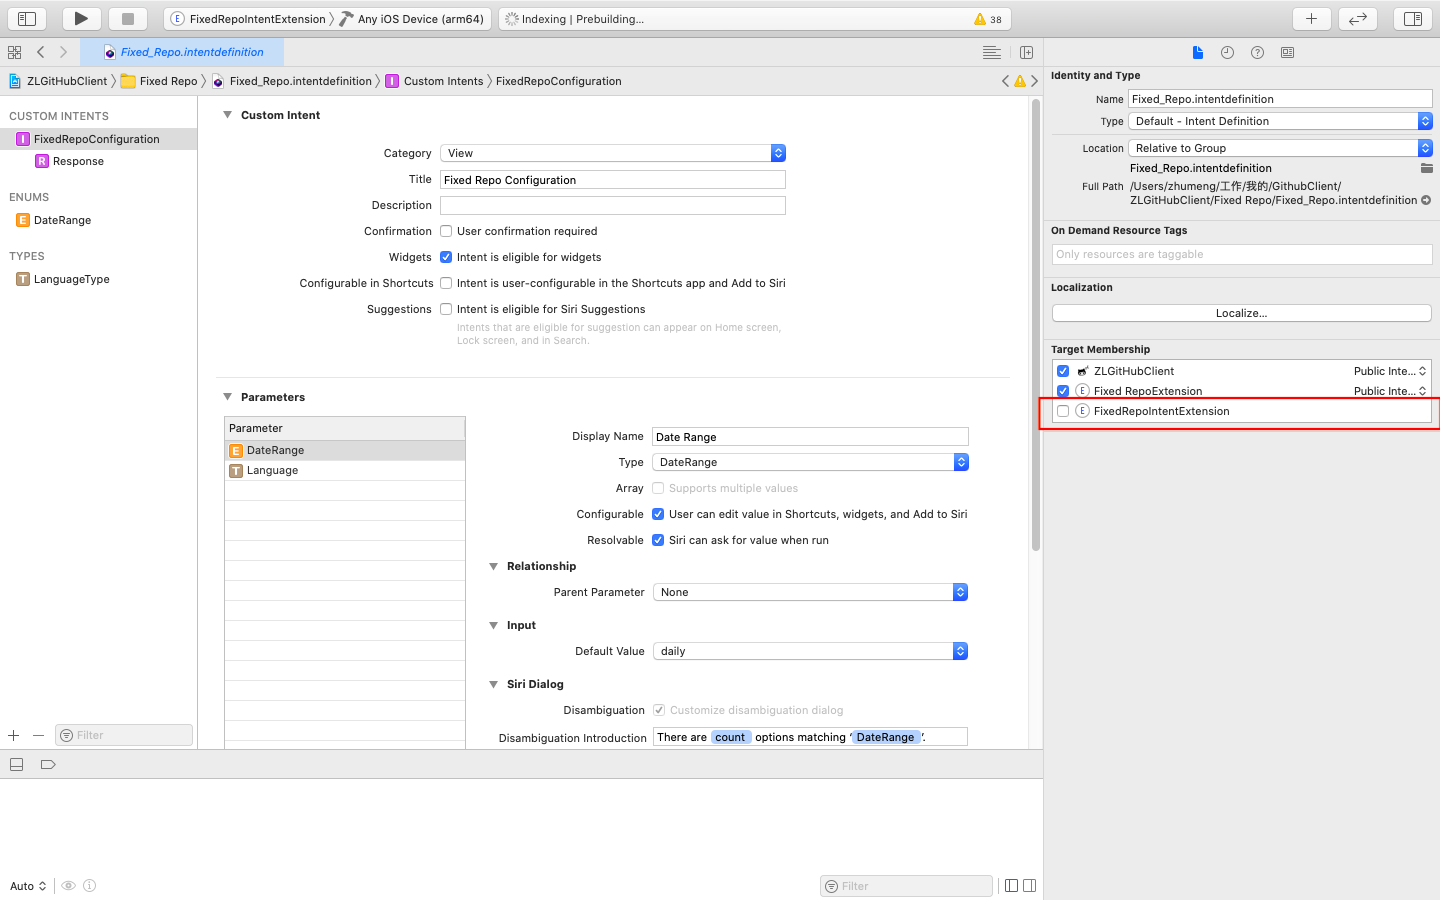 FixedRepoIntentExtension
Any iOS Device (arm64)
Indexing | Prebuilding...
38
Fixed_Repo.intentdefinition
ZLGitHubClient
Fixed Repo
Fixed_Repo.intentdefinition
I Custom Intents
FixedRepoConfiguration
CUSTOM INTENTS
I FixedRepoConfiguration
R Response
ENUMS
E DateRange
TYPES
T LanguageType
Filter
Custom Intent
Category View
Title Fixed Repo Configuration
Description
Confirmation User confirmation required
Widgets Intent is eligible for widgets
Configurable in Shortcuts Intent is user-configurable in the Shortcuts app and Add to Siri
Suggestions Intent is eligible for Siri Suggestions
Intents that are eligible for suggestion can appear on Home screen,
Lock screen, and in Search.
Parameters
Parameter
E DateRange
T Language
Display Name Date Range
Type DateRange
Array Supports multiple values
Configurable User can edit value in Shortcuts, widgets, and Add to Siri
Resolvable Siri can ask for value when run
Relationship
Parent Parameter None
Input
Default Value daily
Siri Dialog
Disambiguation Customize disambiguation dialog
Disambiguation Introduction There are count options matching ‘DateRange’.
Auto
Filter
Identity and Type
Name Fixed_Repo.intentdefinition
Type Default - Intent Definition
Location Relative to Group
Fixed_Repo.intentdefinition
Full Path /Users/zhumeng/工作/我的/GithubClient/
ZLGitHubClient/Fixed Repo/Fixed_Repo.intentdefinition
On Demand Resource Tags
Only resources are taggable
Localization
Localize...
Target Membership
ZLGitHubClient Public Inte...
E Fixed RepoExtension Public Inte...
E FixedRepoIntentExtension